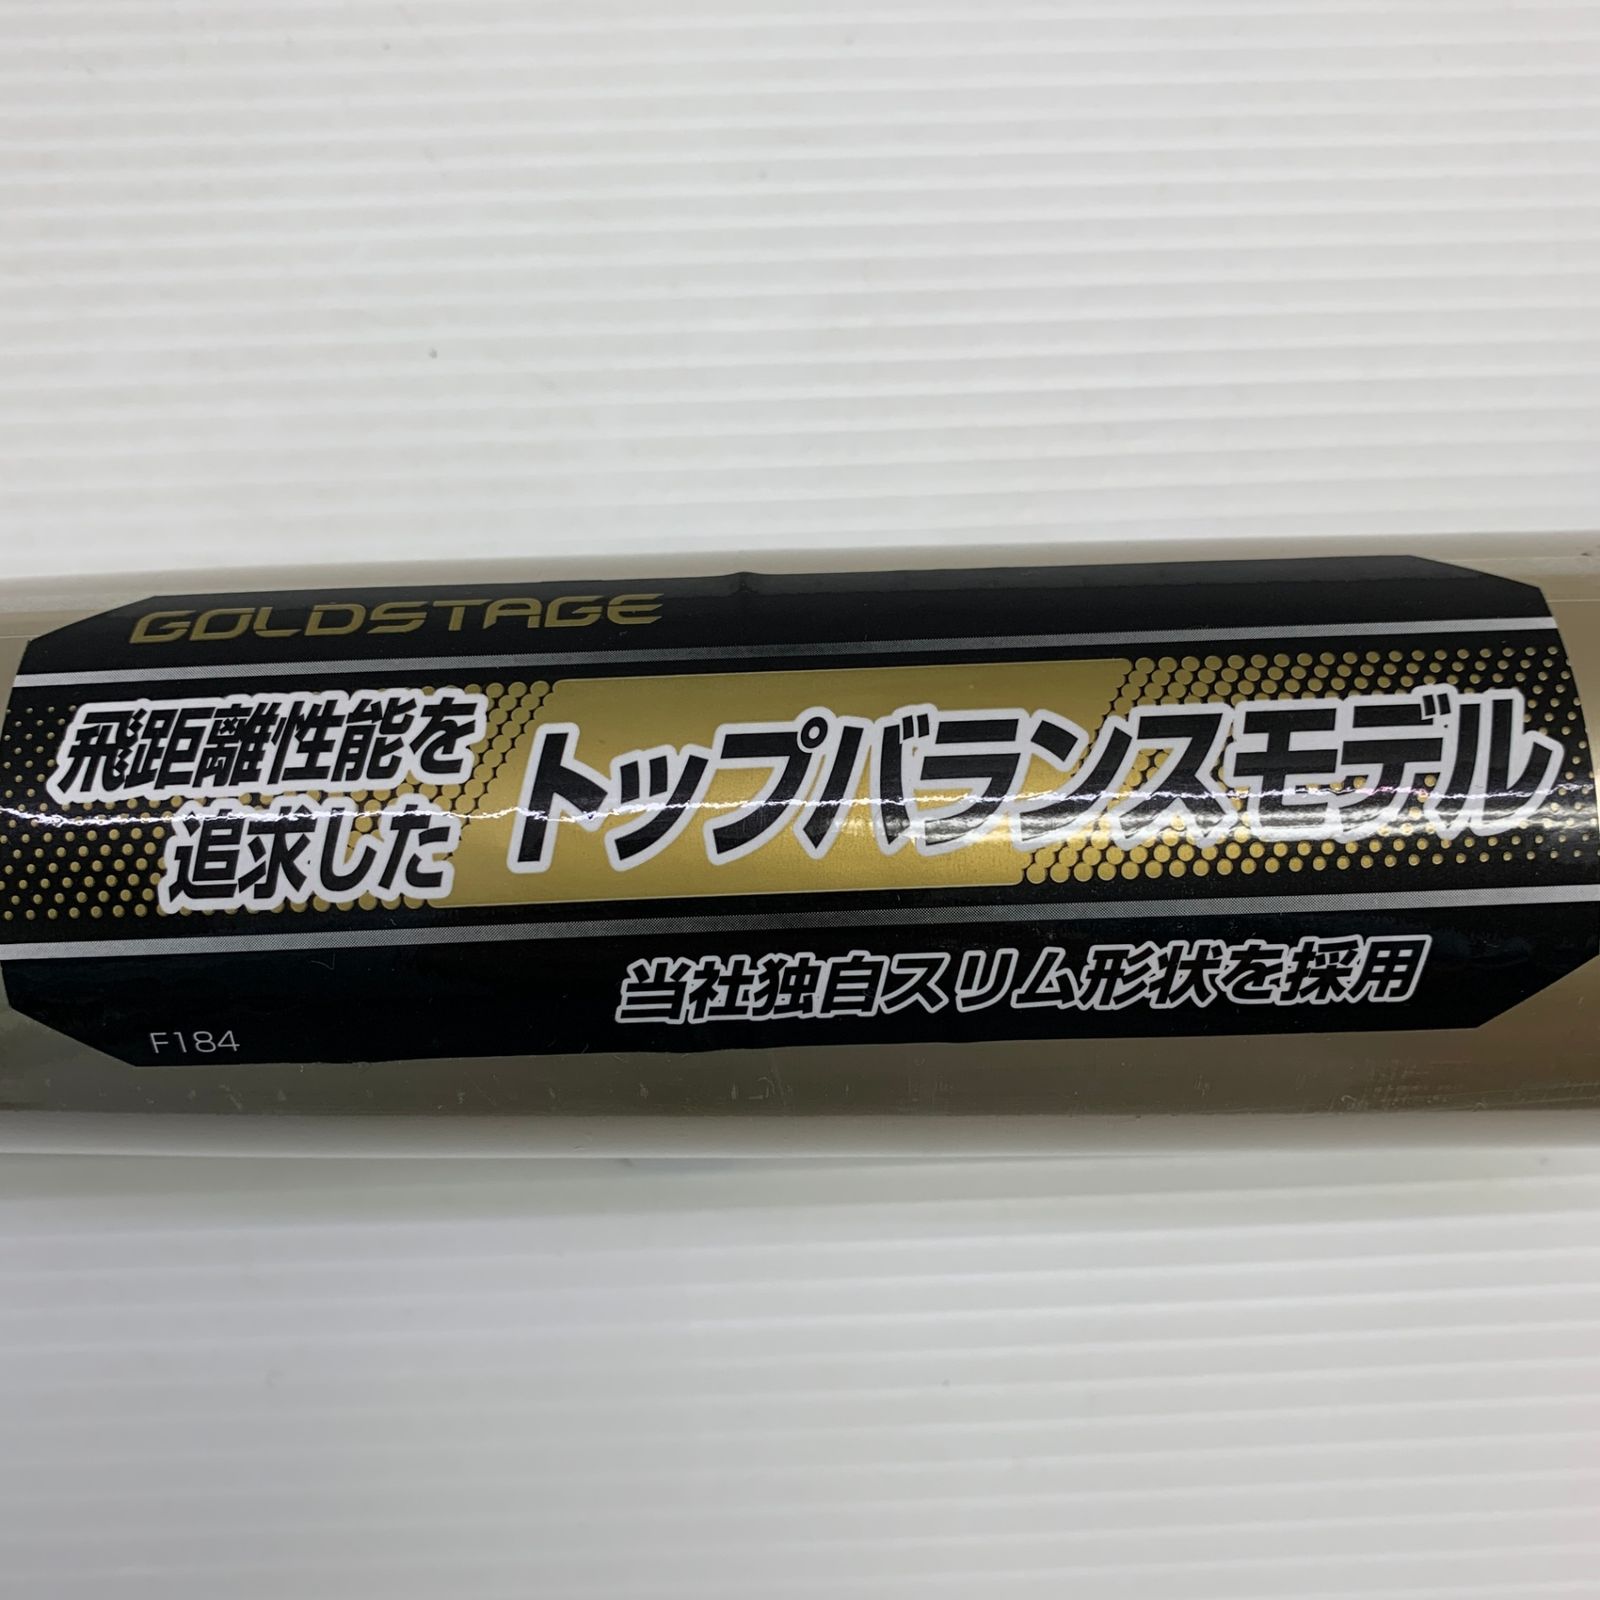 GOLDSTAGE
飛距離性能を
追求した
トップバランスモデル
当社独自スリム形状を採用
F184